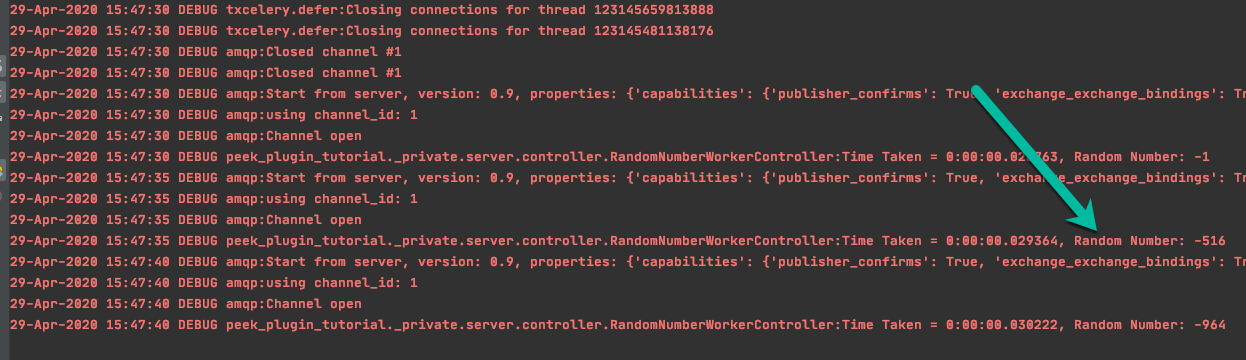 29-Apr-2020 15:47:30 DEBUG txcelery.defer:Closing connections for thread 123145659813888
29-Apr-2020 15:47:30 DEBUG txcelery.defer:Closing connections for thread 123145481138176
29-Apr-2020 15:47:30 DEBUG amqp:Closed channel #1
29-Apr-2020 15:47:30 DEBUG amqp:Closed channel #1
29-Apr-2020 15:47:30 DEBUG amqp:Start from server, version: 0.9, properties: {'capabilities': {'publisher_confirms': True, 'exchange_exchange_bindings': Tr
29-Apr-2020 15:47:30 DEBUG amqp:using channel_id: 1
29-Apr-2020 15:47:30 DEBUG amqp:Channel open
29-Apr-2020 15:47:30 DEBUG peek_plugin_tutorial._private.server.controller.RandomNumberWorkerController:Time Taken = , Random Number: -1
29-Apr-2020 15:47:35 DEBUG amqp:Start from server, version: 0.9, properties: {'capabilities': {'publisher_confirms': True, 'exchange_exchange_bindings': Tr
29-Apr-2020 15:47:35 DEBUG amqp:using channel_id: 1
29-Apr-2020 15:47:35 DEBUG amqp:Channel open
29-Apr-2020 15:47:35 DEBUG peek_plugin_tutorial._private.server.controller.RandomNumberWorkerController:Time Taken = 0:00:00.029364, Random Number: -516
29-Apr-2020 15:47:40 DEBUG amqp:Start from server, version: 0.9, properties: {'capabilities': {'publisher_confirms': True, 'exchange_exchange_bindings': Tr
29-Apr-2020 15:47:40 DEBUG amqp:using channel_id: 1
29-Apr-2020 15:47:40 DEBUG amqp:Channel open
29-Apr-2020 15:47:40 DEBUG peek_plugin_tutorial._private.server.controller.RandomNumberWorkerController:Time Taken = 0:00:00.030222, Random Number: -964